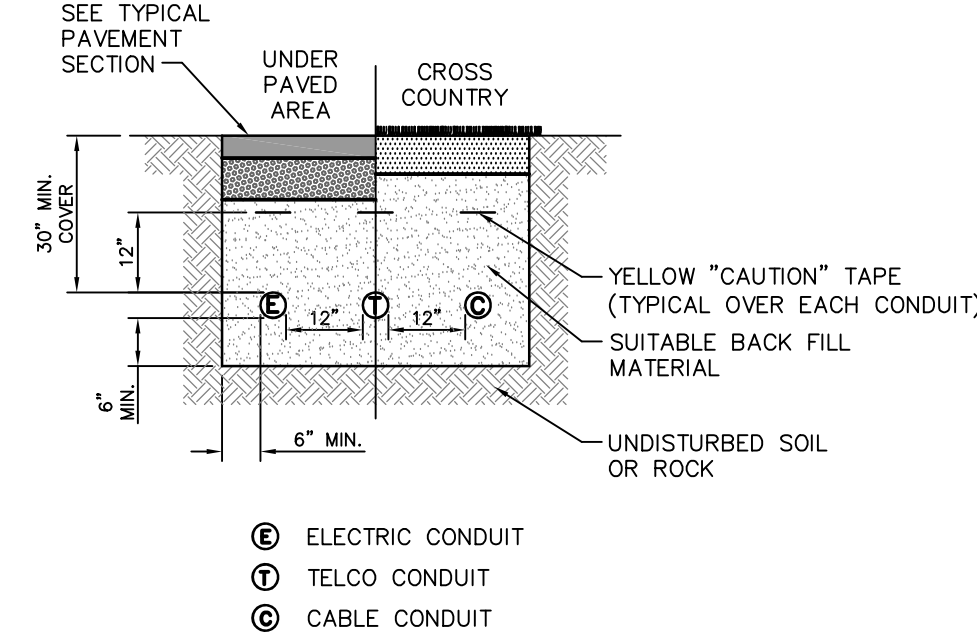 SEE TYPICAL
PAVEMENT
SECTION
UNDER
PAVED
AREA
CROSS
COUNTRY
30" MIN.
COVER
12"
E
T
C
12"
12"
6"
MIN.
6" MIN.
YELLOW "CAUTION" TAPE
(TYPICAL OVER EACH CONDUIT)
SUITABLE BACK FILL
MATERIAL
UNDISTURBED SOIL
OR ROCK
E ELECTRIC CONDUIT
T TELCO CONDUIT
C CABLE CONDUIT